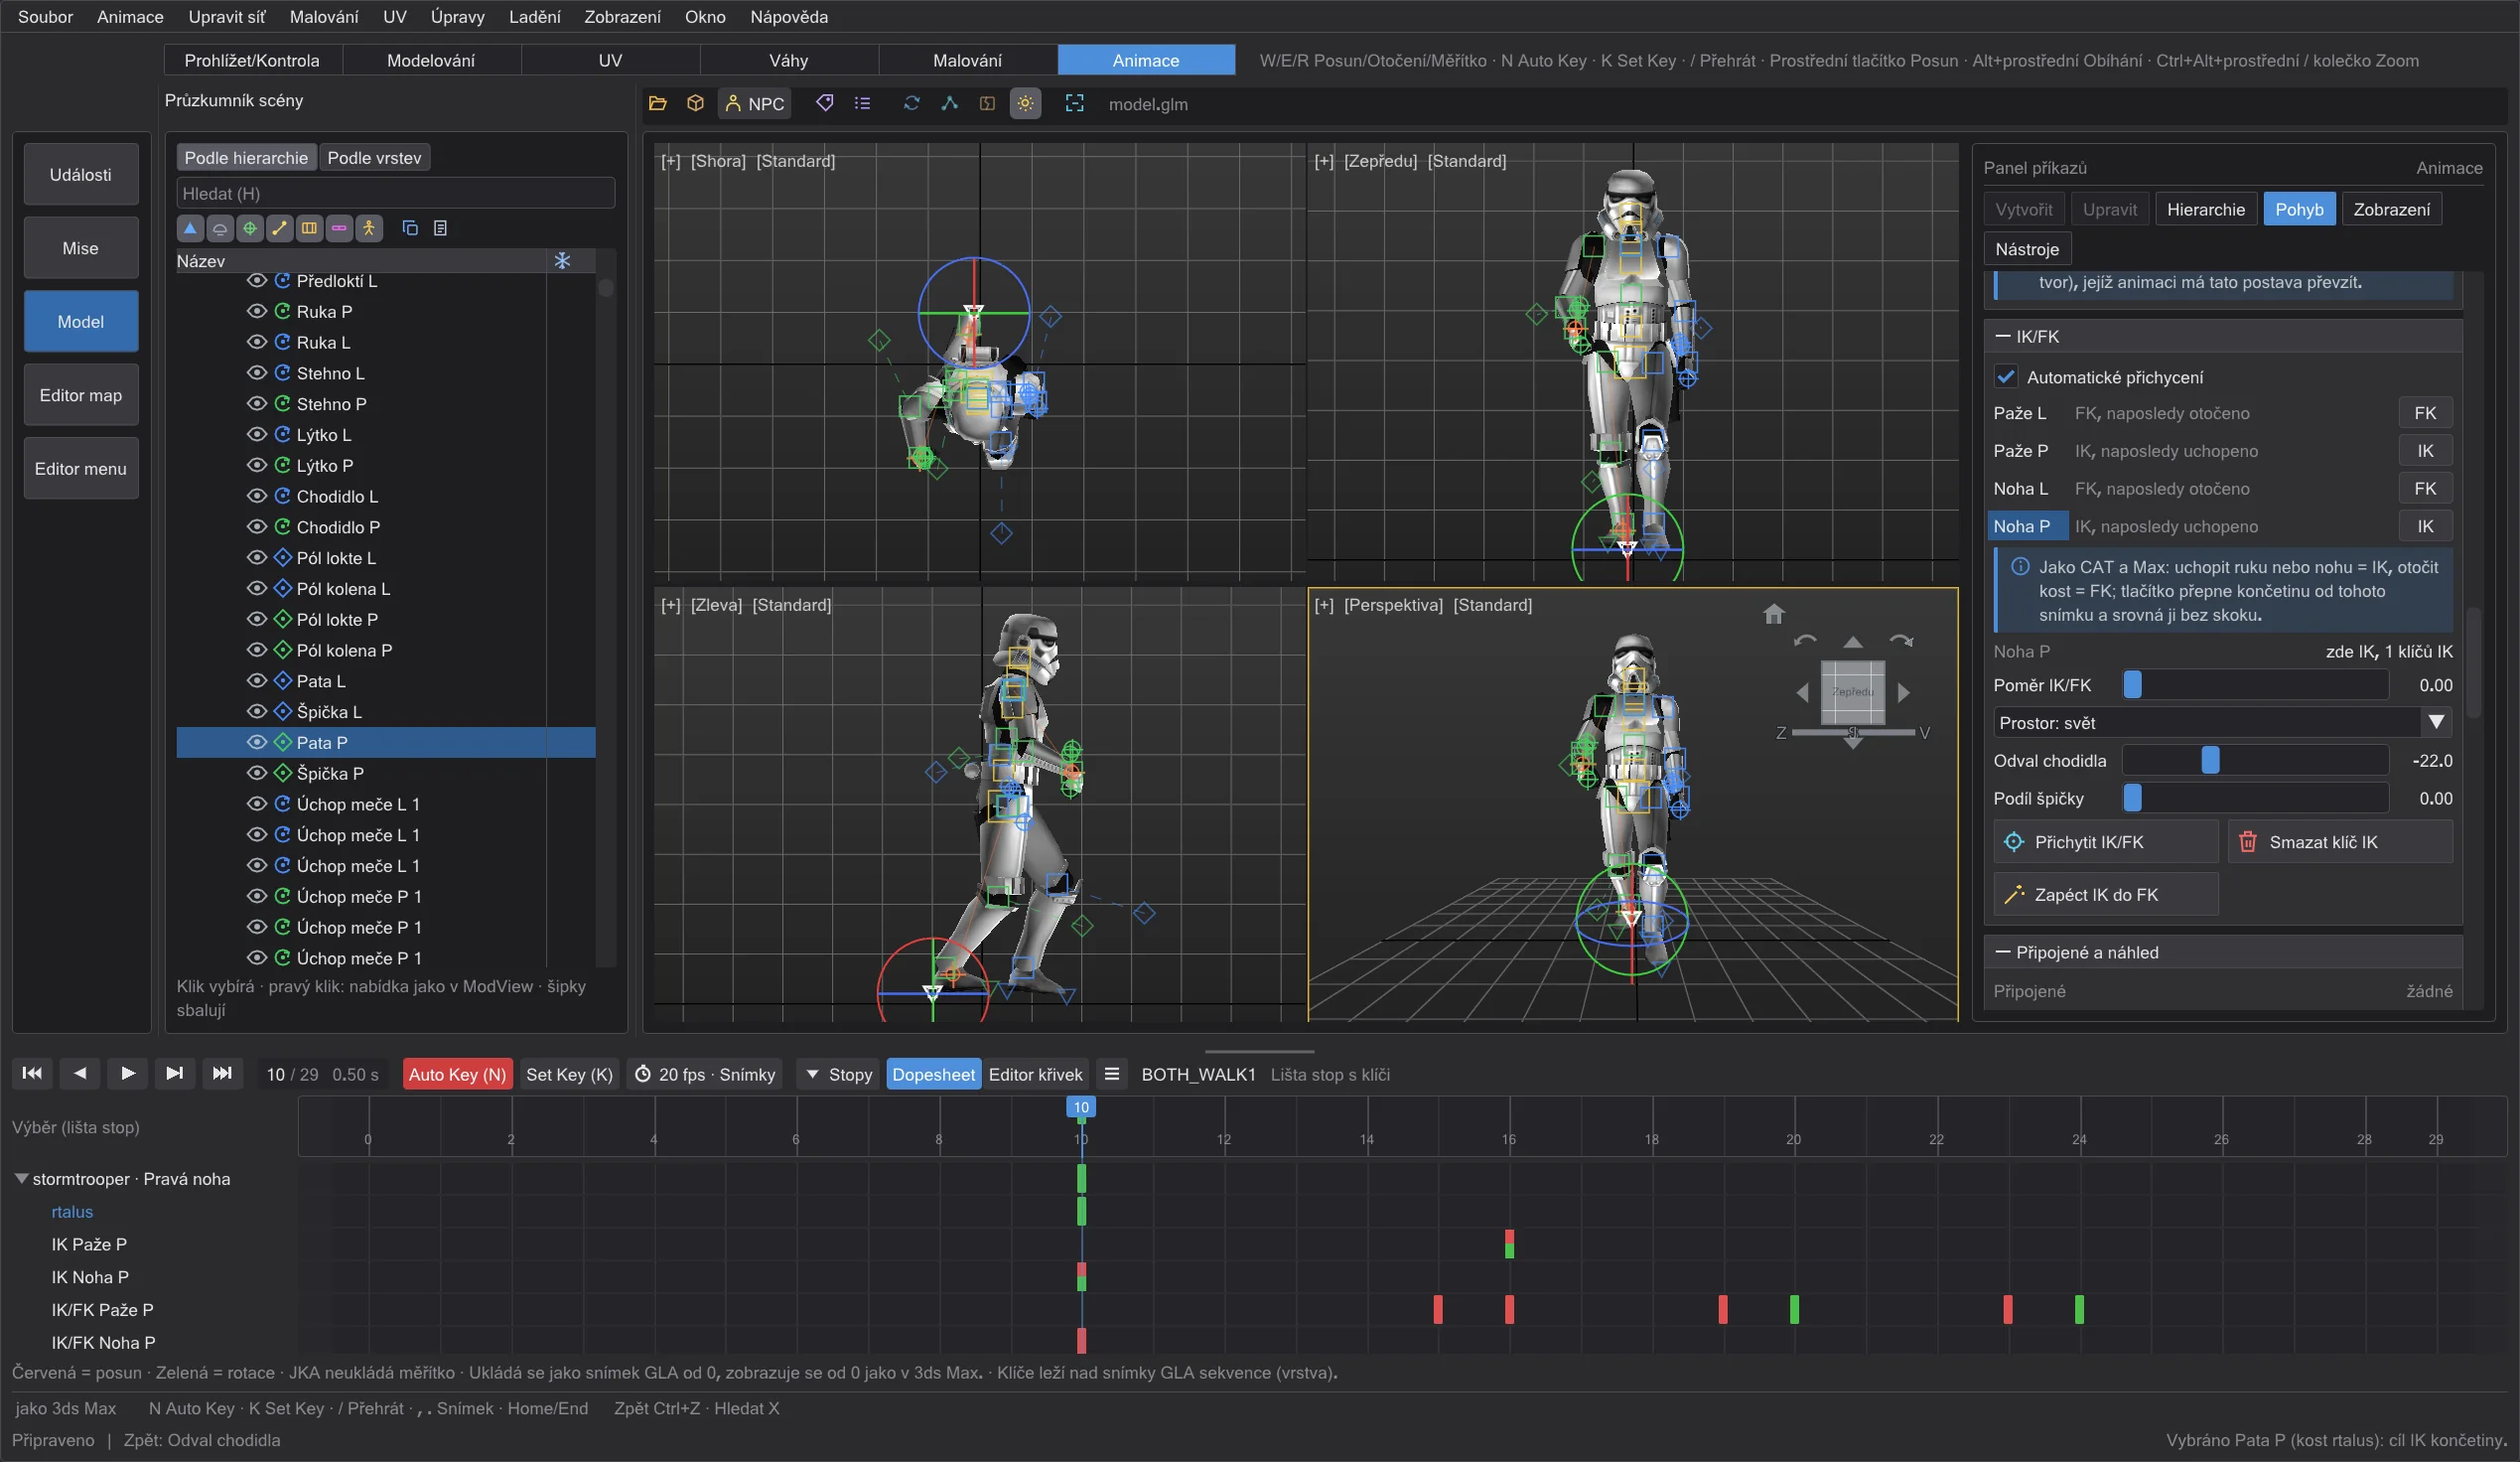 Soubor Animace Upravit síť Malování UV Úpravy Ladění Zobrazení Okno Nápověda
Prohlížet/Kontrola Modelování UV Váhy Malování Animace W/E/R Posun/Otočení/Měřítko · N Auto Key · K Set Key · / Přehrát · Prostřední tlačítko Posun · Alt+prostřední Obíhání · Ctrl+Alt+prostřední / kolečko Zoom
Průzkumník scény
NPC model.glm
Události
Mise
Model
Editor map
Editor menu
Podle hierarchie Podle vrstev
Hledat (H)
Název
Předloktí L
Ruka P
Ruka L
Stehno L
Stehno P
Lýtko L
Lýtko P
Chodidlo L
Chodidlo P
Pól lokte L
Pól kolena L
Pól lokte P
Pól kolena P
Pata L
Špička L
Pata P
Špička P
Úchop meče L 1
Úchop meče L 1
Úchop meče L 1
Úchop meče P 1
Úchop meče P 1
Úchop meče P 1
Klik vybírá · pravý klik: nabídka jako v ModView · šipky
sbalují
[+] [Shora] [Standard]
[+] [Zepředu] [Standard]
[+] [Zleva] [Standard]
[+] [Perspektiva] [Standard]
Zepředu
Z V
Panel příkazů Animace
Vytvořit Upravit Hierarchie Pohyb Zobrazení
Nástroje
tvor), jejíž animaci má tato postava převzít.
IK/FK
Automatické přichycení
Paže L FK, naposledy otočeno FK
Paže P IK, naposledy uchopeno IK
Noha L FK, naposledy otočeno FK
Noha P IK, naposledy uchopeno IK
Jako CAT a Max: uchopit ruku nebo nohu = IK, otočit
kost = FK; tlačítko přepne končetinu od tohoto
snímku a srovná ji bez skoku.
Noha P zde IK, 1 klíčů IK
Poměr IK/FK 0.00
Prostor: svět
Odval chodidla -22.0
Podíl špičky 0.00
Přichytit IK/FK Smazat klíč IK
Zapéct IK do FK
Připojené a náhled
Připojené žádné
10 / 29 0.50 s Auto Key (N) Set Key (K) 20 fps · Snímky Stopy Dopesheet Editor křivek BOTH_WALK1 Lišta stop s klíči
10
Výběr (lišta stop)
0 2 4 6 8 10 12 14 16 18 20 22 24 26 28 29
stormtrooper · Pravá noha
rtalus
IK Paže P
IK Noha P
IK/FK Paže P
IK/FK Noha P
Červená = posun · Zelená = rotace · JKA neukládá měřítko · Ukládá se jako snímek GLA od 0, zobrazuje se od 0 jako v 3ds Max. · Klíče leží nad snímky GLA sekvence (vrstva).
jako 3ds Max N Auto Key · K Set Key · / Přehrát · , . Snímek · Home/End Zpět Ctrl+Z · Hledat X
Připraveno | Zpět: Odval chodidla Vybráno Pata P (kost rtalus): cíl IK končetiny.